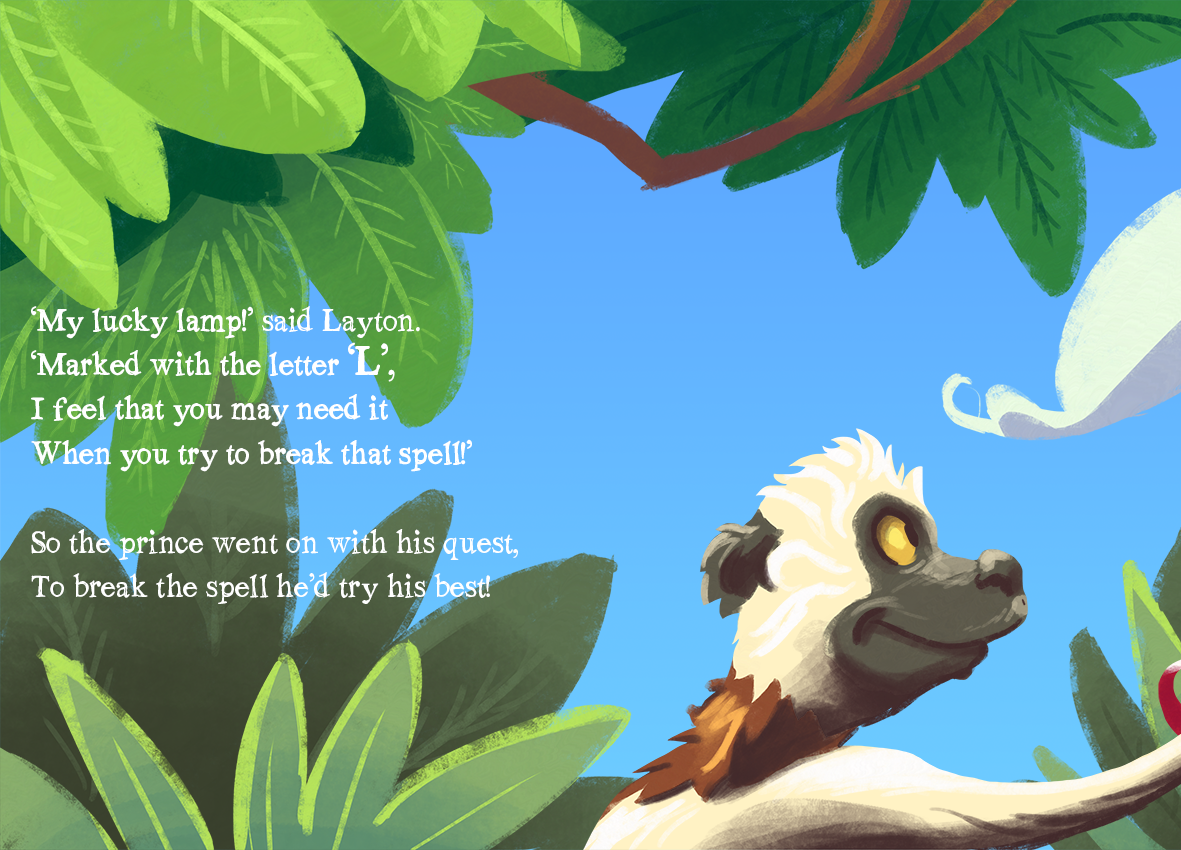 ‘My lucky lamp!’ said Layton.
‘Marked with the letter ‘L’,
I feel that you may need it
When you try to break that spell!’
So the prince went on with his quest,
To break the spell he’d try his best!